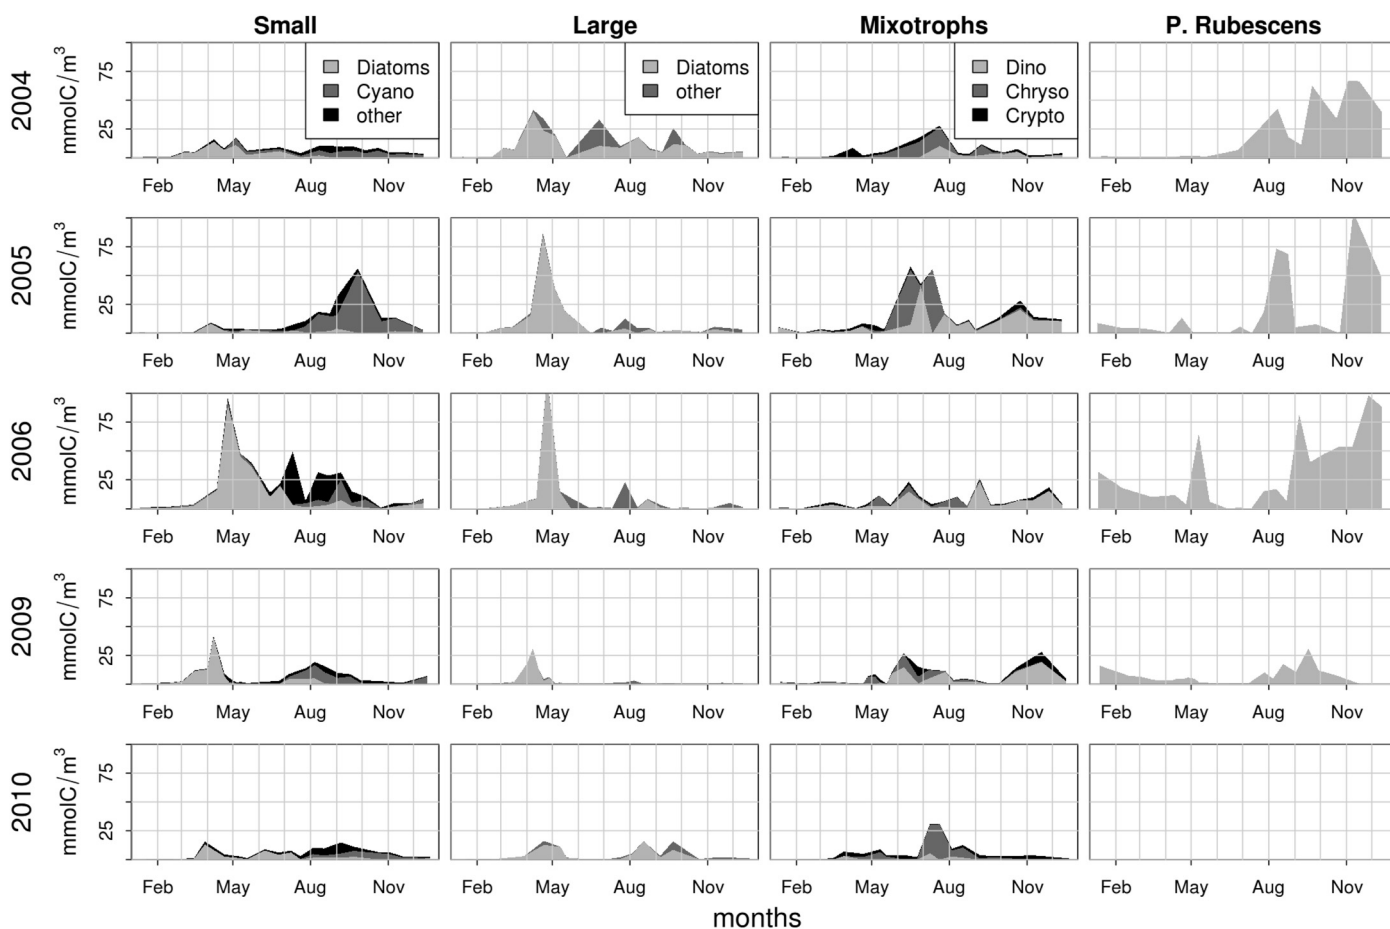 Small Large Mixotrophs P. Rubescens
2004
mmolC/m³
75
25
Diatoms
Cyano
other
Diatoms
other
Dino
Chryso
Crypto
Feb May Aug Nov Feb May Aug Nov Feb May Aug Nov Feb May Aug Nov
2005
mmolC/m³
75
25
Feb May Aug Nov Feb May Aug Nov Feb May Aug Nov Feb May Aug Nov
2006
mmolC/m³
75
25
Feb May Aug Nov Feb May Aug Nov Feb May Aug Nov Feb May Aug Nov
2009
mmolC/m³
75
25
Feb May Aug Nov Feb May Aug Nov Feb May Aug Nov Feb May Aug Nov
2010
mmolC/m³
75
25
Feb May Aug Nov Feb May Aug Nov Feb May Aug Nov Feb May Aug Nov
months